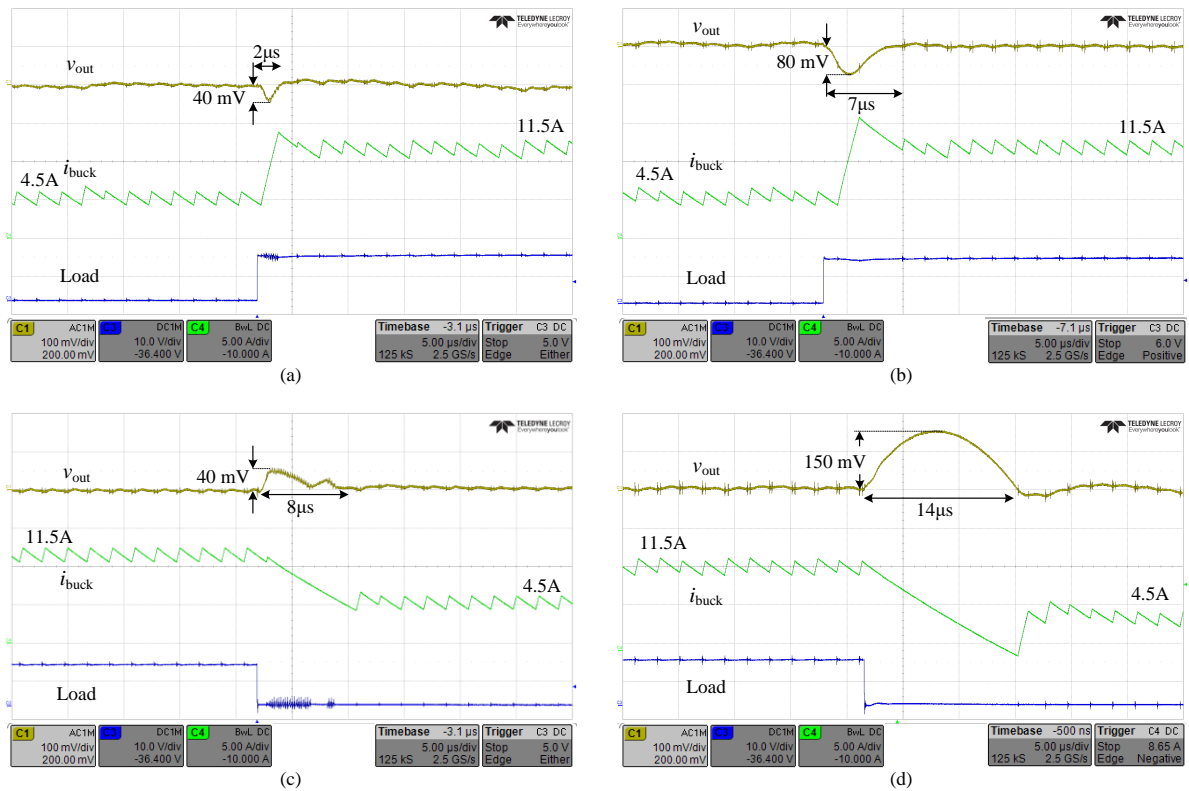 TELEDYNE LECROY
Everywhereyoulook
2μs
vout
40 mV
11.5A
ibuck
4.5A
Load
C1 AC1M C3 DC1M C4 BwL DC Timebase -3.1 µs Trigger C3 DC
100 mV/div 10.0 V/div 5.00 A/div 5.00 µs/div Stop 5.0 V
200.00 mV -36.400 V -10.000 A 125 kS 2.5 GS/s Edge Either
(a)
TELEDYNE LECROY
Everywhereyoulook
vout
80 mV
7μs
11.5A
ibuck
4.5A
Load
C1 AC1M C3 DC1M C4 BwL DC Timebase -7.1 µs Trigger C3 DC
100 mV/div 10.0 V/div 5.00 A/div 5.00 µs/div Stop 6.0 V
200.00 mV -36.400 V -10.000 A 125 kS 2.5 GS/s Edge Positive
(b)
TELEDYNE LECROY
Everywhereyoulook
vout
40 mV
8μs
11.5A
ibuck
4.5A
Load
C1 AC1M C3 DC1M C4 BwL DC Timebase -3.1 µs Trigger C3 DC
100 mV/div 10.0 V/div 5.00 A/div 5.00 µs/div Stop 5.0 V
200.00 mV -36.400 V -10.000 A 125 kS 2.5 GS/s Edge Either
(c)
TELEDYNE LECROY
Everywhereyoulook
vout
150 mV
14μs
11.5A
ibuck
4.5A
Load
C1 AC1M C3 DC1M C4 BwL DC Timebase -500 ns Trigger C4 DC
100 mV/div 10.0 V/div 5.00 A/div 5.00 µs/div Stop 8.65 A
200.00 mV -36.400 V -10.000 A 125 kS 2.5 GS/s Edge Negative
(d)